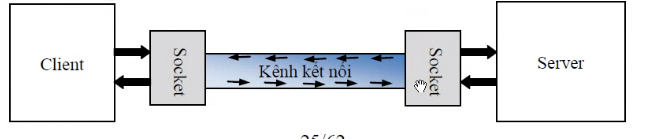 Client
Socket
Kênh kết nối
Socket
Server
25/62